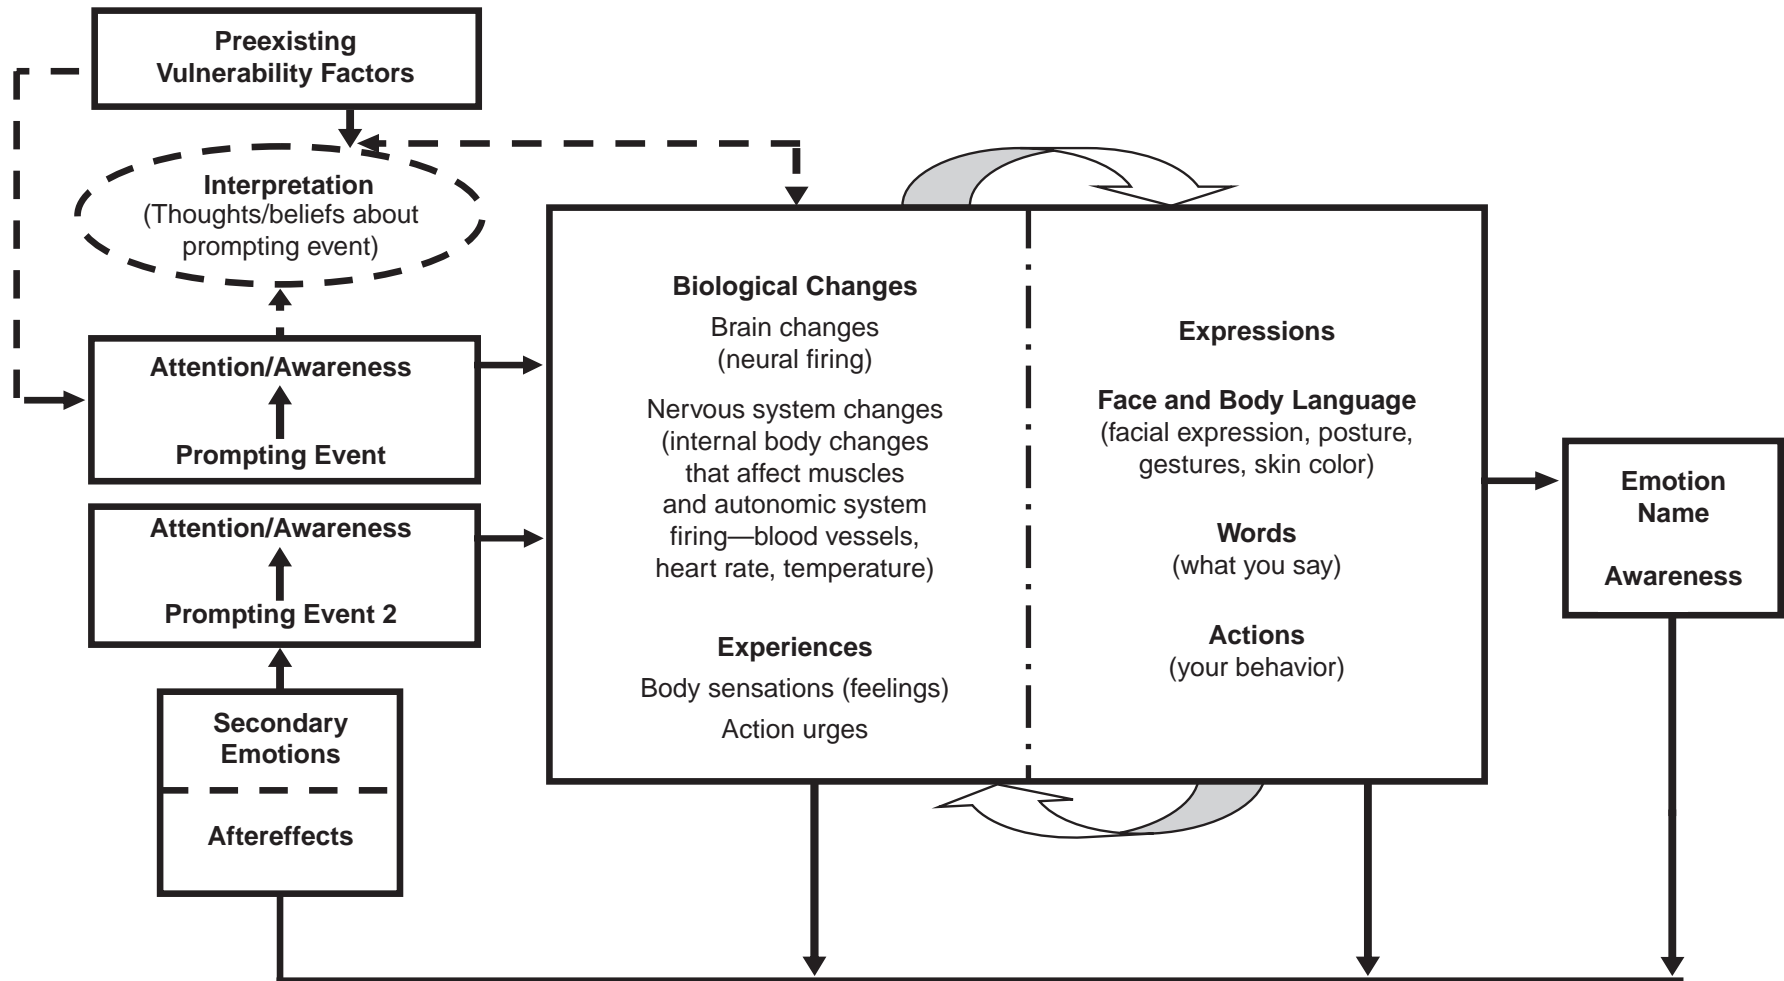 Preexisting
Vulnerability Factors
Interpretation
(Thoughts/beliefs about
prompting event)
Attention/Awareness
Prompting Event
Attention/Awareness
Prompting Event 2
Secondary
Emotions
Aftereffects
Biological Changes
Brain changes
(neural firing)
Nervous system changes
(internal body changes
that affect muscles
and autonomic system
firing—blood vessels,
heart rate, temperature)
Experiences
Body sensations (feelings)
Action urges
Expressions
Face and Body Language
(facial expression, posture,
gestures, skin color)
Words
(what you say)
Actions
(your behavior)
Emotion
Name
Awareness